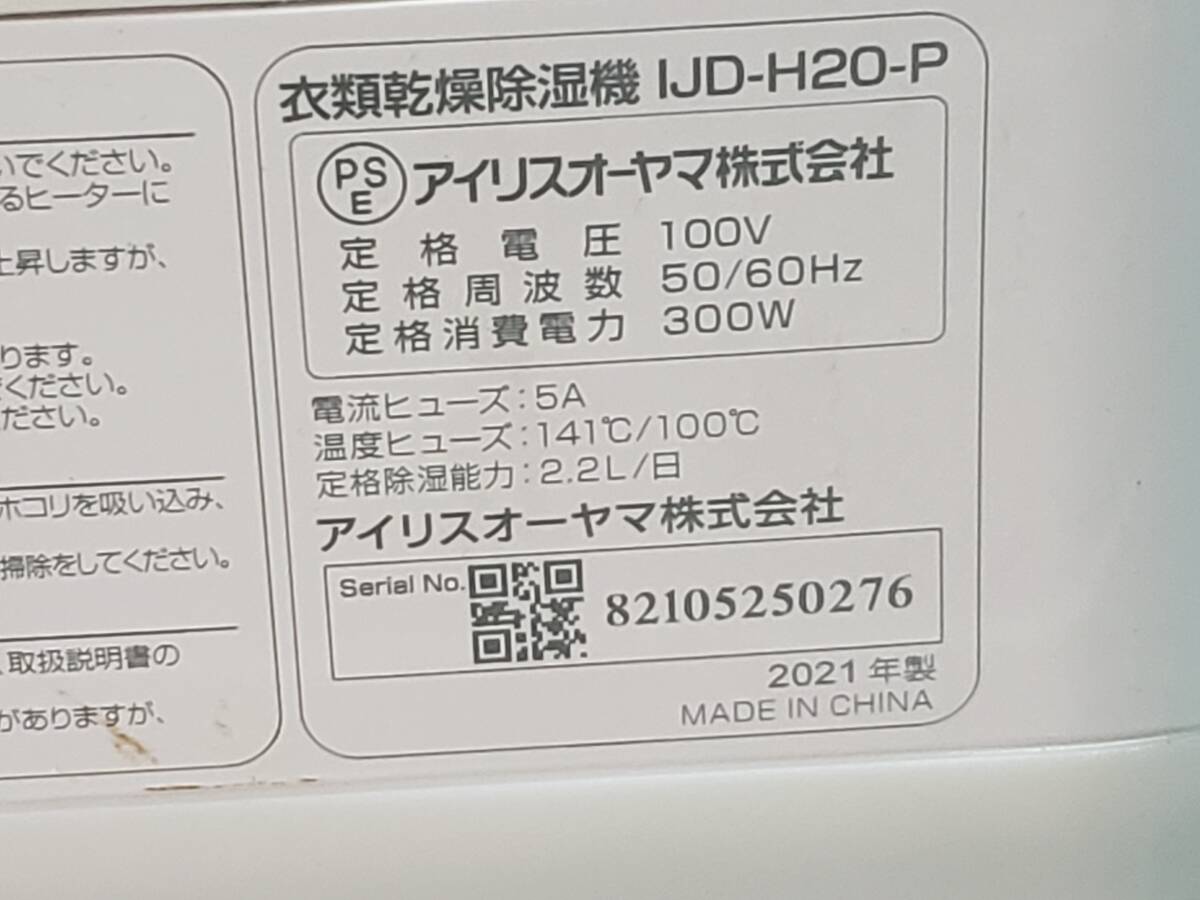 いでください。
るヒーターに
上昇しますが、
ります。
ください。
ださい。
ホコリを吸い込み、
掃除をしてください。
取扱説明書の
がありますが、
衣類乾燥除湿機 IJD-H20-P
PSE アイリスオーヤマ株式会社
定格電圧 100V
定格周波数 50/60Hz
定格消費電力 300W
電流ヒューズ：5A
温度ヒューズ：141℃/100℃
定格除湿能力：2.2L/日
アイリスオーヤマ株式会社
Serial No. 82105250276
2021 年製
MADE IN CHINA